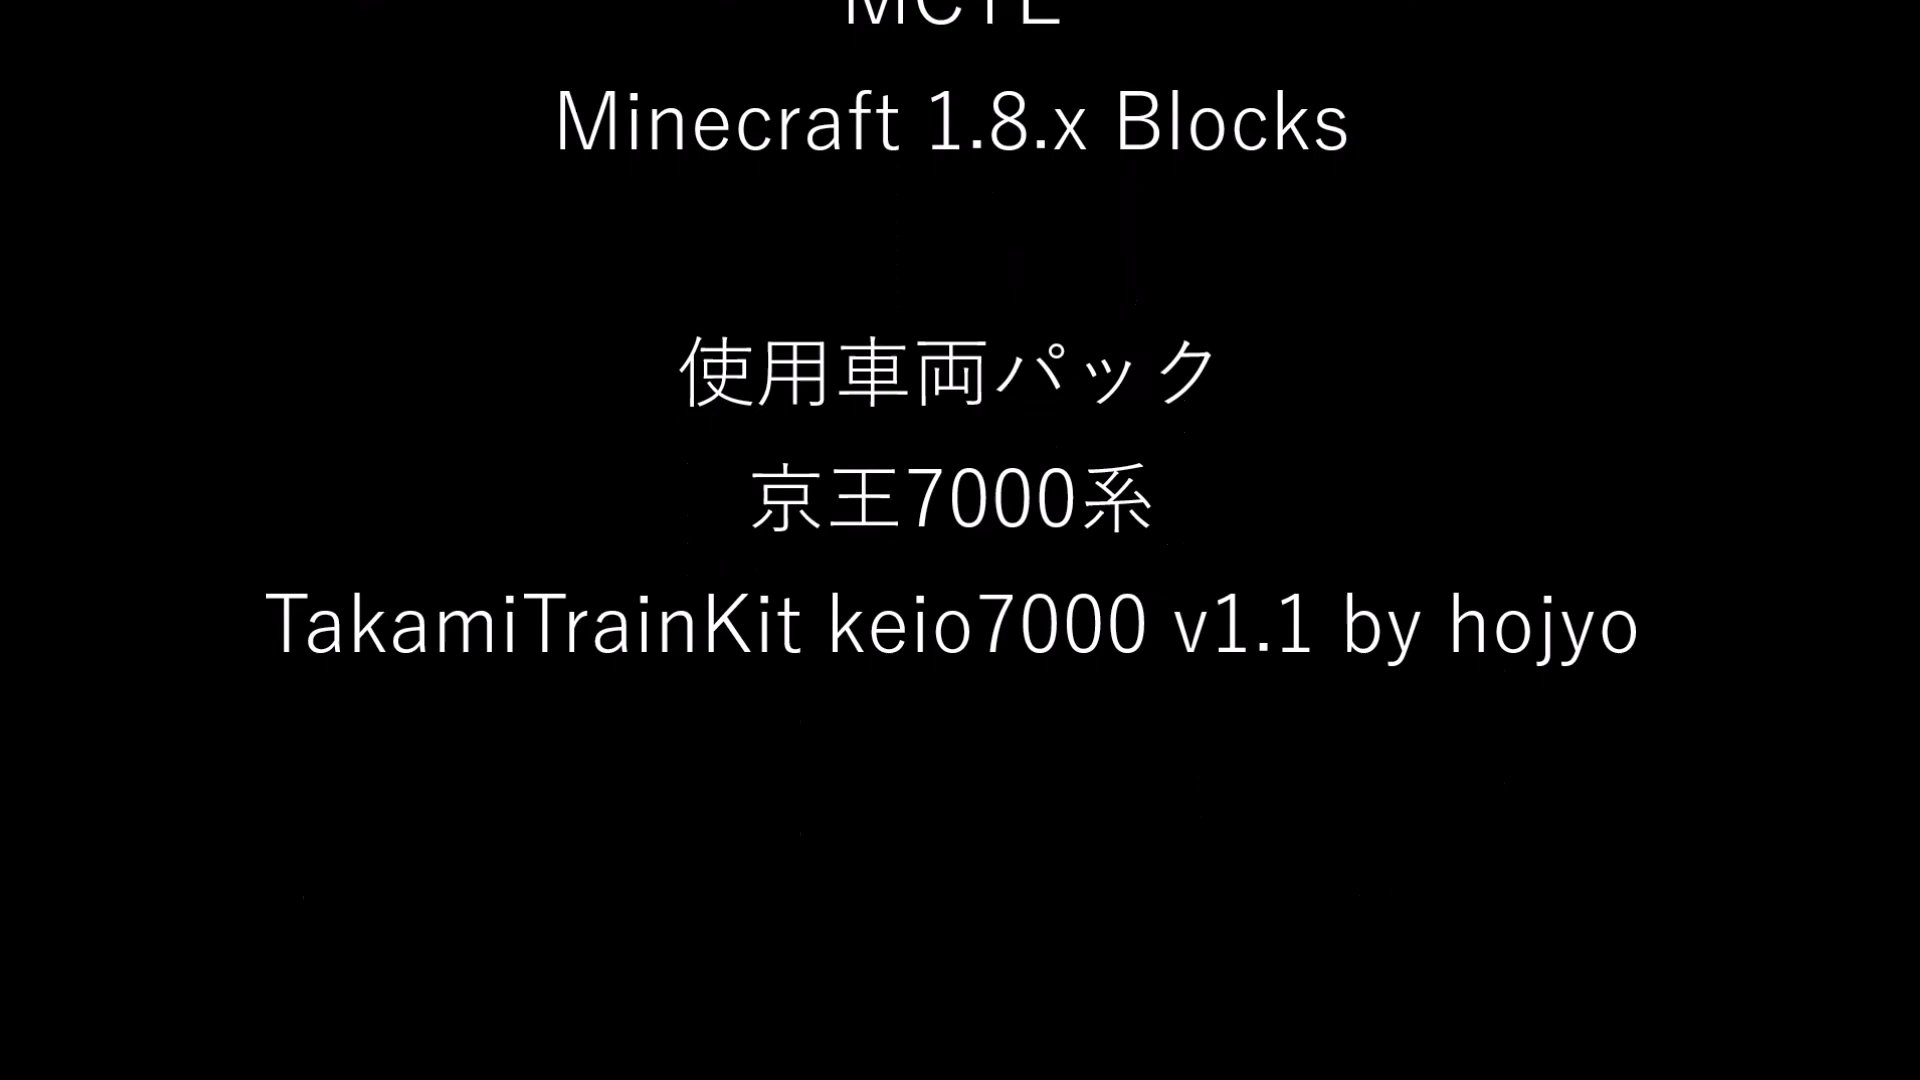 MCTE
Minecraft 1.8.x Blocks
使用車両パック
京王7000系
TakamiTrainKit keio7000 v1.1 by hojyo